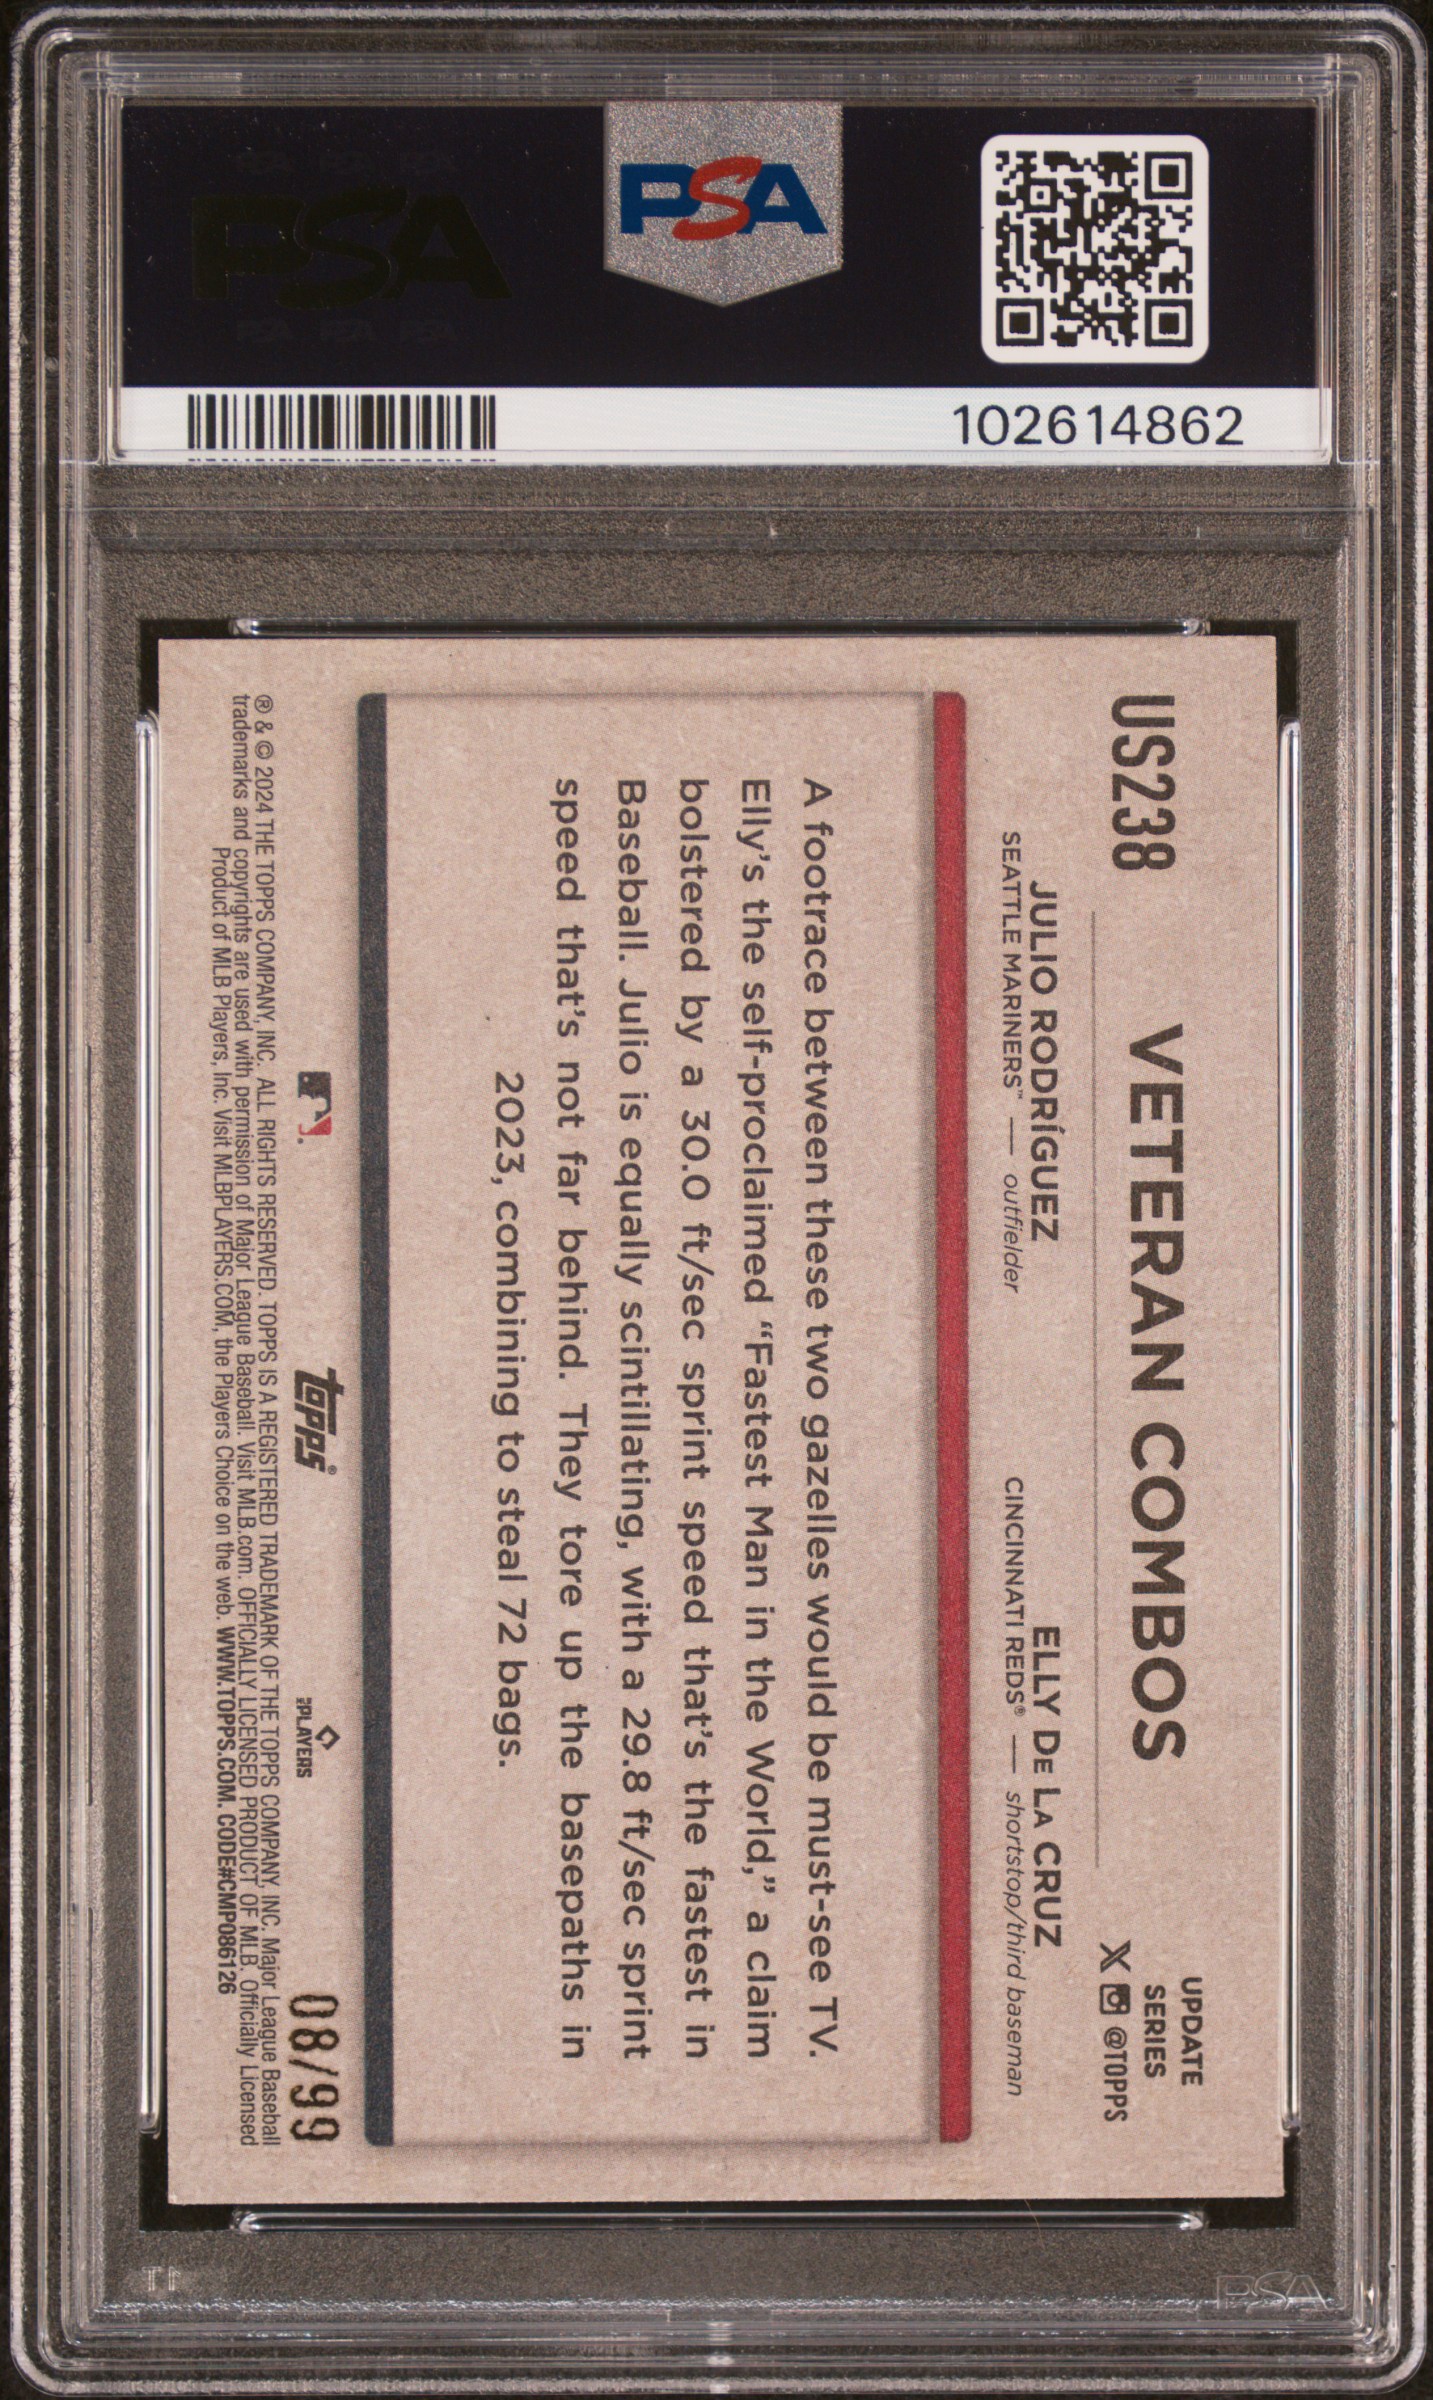 PSA
PSA
102614862
US238
VETERAN COMBOS
UPDATE
SERIES
X @TOPPS
JULIO RODRÍGUEZ
SEATTLE MARINERS™ — outfielder
ELLY DE LA CRUZ
CINCINNATI REDS® — shortstop/third baseman
A footrace between these two gazelles would be must-see TV.
Elly's the self-proclaimed “Fastest Man in the World,” a claim
bolstered by a 30.0 ft/sec sprint speed that's the fastest in
Baseball. Julio is equally scintillating, with a 29.8 ft/sec sprint
speed that's not far behind. They tore up the basepaths in
2023, combining to steal 72 bags.
topps®
PLAYERS
08/99
® & © 2024 THE TOPPS COMPANY, INC. ALL RIGHTS RESERVED. TOPPS IS A REGISTERED TRADEMARK OF THE TOPPS COMPANY, INC. Major League Baseball
trademarks and copyrights are used with permission of Major League Baseball. Visit MLB.com. OFFICIALLY LICENSED PRODUCT OF MLB. Officially Licensed
Product of MLB Players, Inc. Visit MLBPLAYERS.COM, the Players Choice on the web. WWW.TOPPS.COM. CODE#CMP086126
PSA